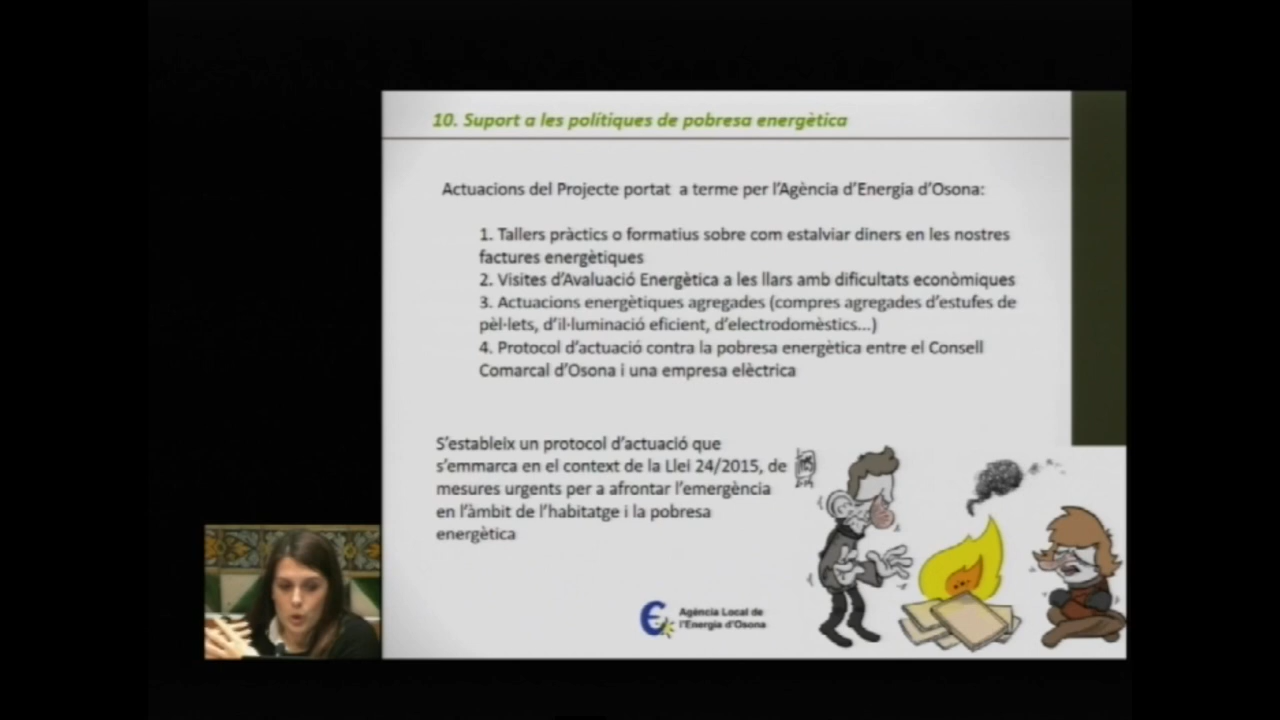 10. Suport a les polítiques de pobresa energètica
Actuacions del Projecte portat a terme per l'Agència d'Energia d'Osona:
1. Tallers pràctics o formatius sobre com estalviar diners en les nostres
factures energètiques
2. Visites d'Avaluació Energètica a les llars amb dificultats econòmiques
3. Actuacions energètiques agregades (compres agregades d'estufes de
pèl·lets, d'il·luminació eficient, d'electrodomèstics...)
4. Protocol d'actuació contra la pobresa energètica entre el Consell
Comarcal d'Osona i una empresa elèctrica
S'estableix un protocol d'actuació que
s'emmarca en el context de la Llei 24/2015, de
mesures urgents per a afrontar l'emergència
en l'àmbit de l'habitatge i la pobresa
energètica
Agència Local de
l'Energia d'Osona